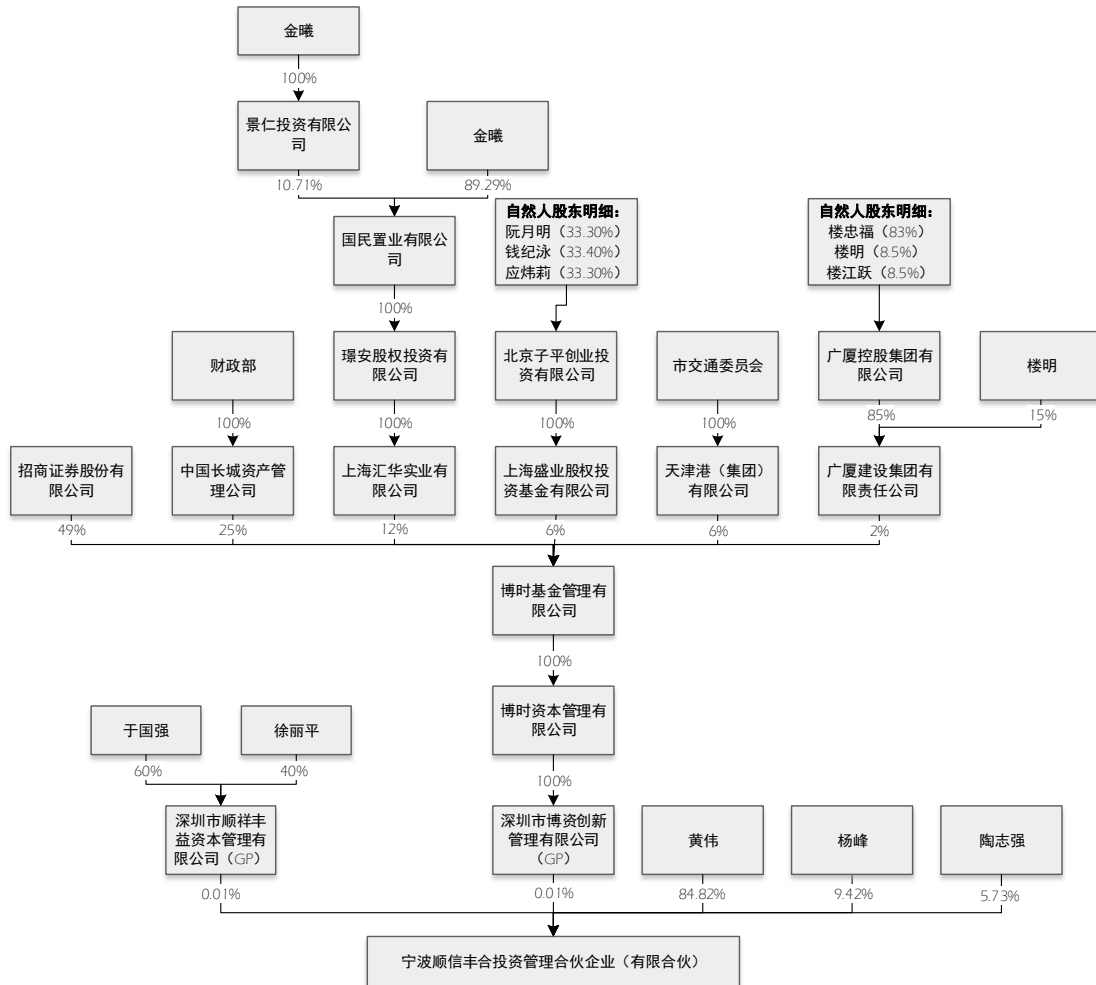 金曦
100%
景仁投资有限公
司
金曦
10.71%
89.29%
国民置业有限公
司
自然人股东明细：
阮月明（33.30%）
钱纪泳（33.40%）
应炜莉（33.30%）
自然人股东明细：
楼忠福（83%）
楼明（8.5%）
楼江跃（8.5%）
100%
财政部
璟安股权投资有
限公司
北京子平创业投
资有限公司
市交通委员会
广厦控股集团有
限公司
楼明
100%
100%
100%
100%
85%
15%
招商证券股份有
限公司
中国长城资产管
理公司
上海汇华实业有
限公司
上海盛业股权投
资基金有限公司
天津港（集团）
有限公司
广厦建设集团有
限责任公司
49%
25%
12%
6%
6%
2%
博时基金管理有
限公司
100%
博时资本管理有
限公司
于国强
徐丽平
60%
40%
100%
深圳市顺祥丰
益资本管理有
限公司（GP）
深圳市博资创新
管理有限公司
（GP）
黄伟
杨峰
陶志强
0.01%
0.01%
84.82%
9.42%
5.73%
宁波顺信丰合投资管理合伙企业（有限合伙）